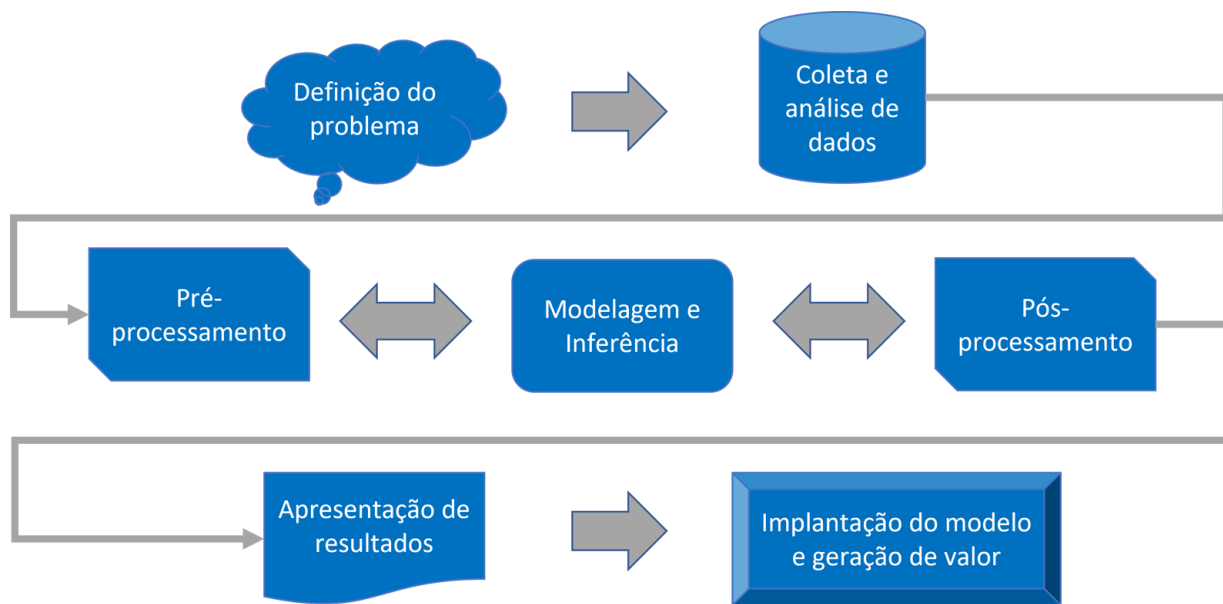 Definição do
problema
Coleta e
análise de
dados
Pré-
processamento
Modelagem e
Inferência
Pós-
processamento
Apresentação de
resultados
Implantação do modelo
e geração de valor